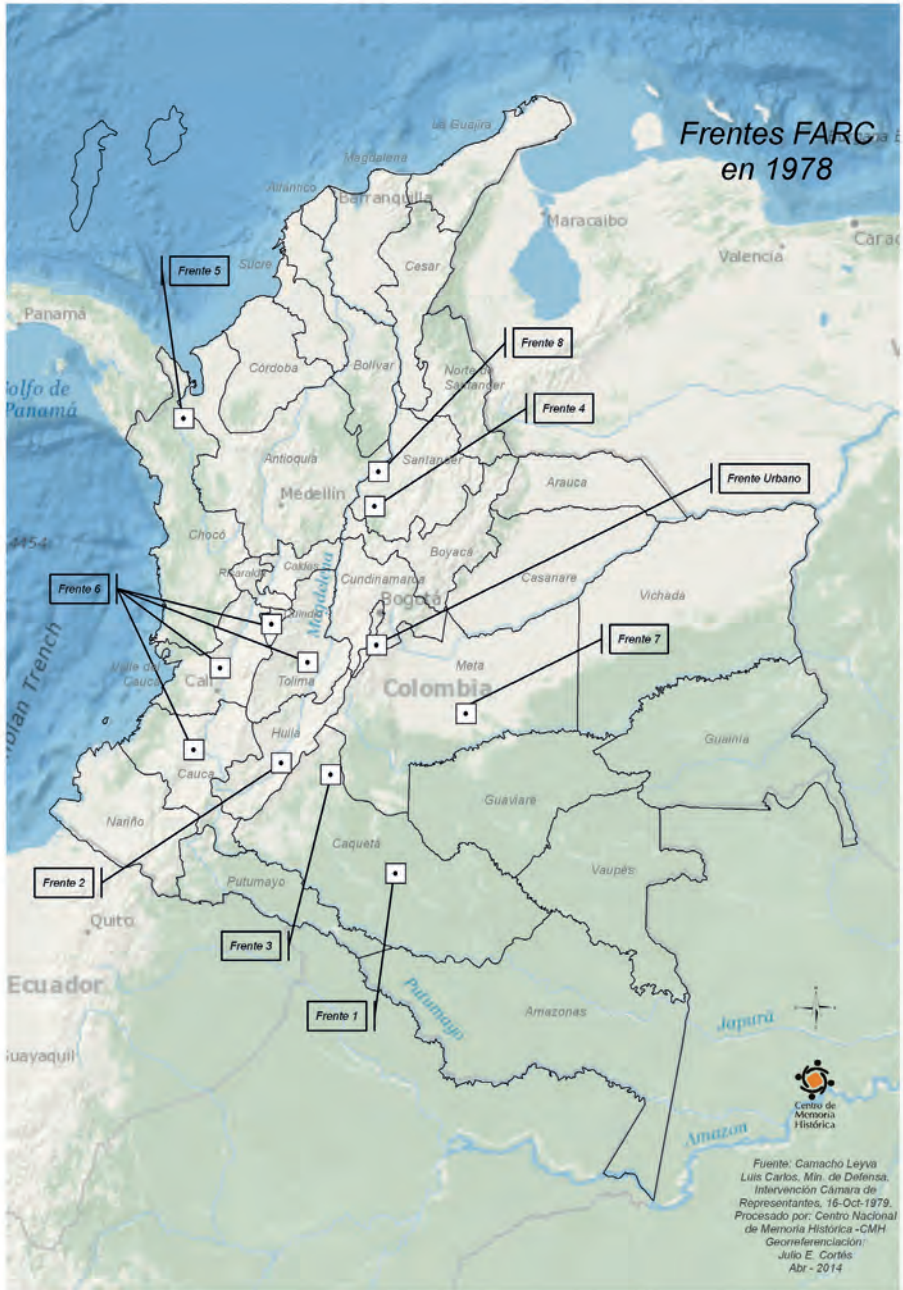 Frentes FARC
en 1978
La Guajira
Magdalena
Atlántico
Barranquilla
Maracaibo
Valencia
Cesar
Sucre
Frente 5
Panamá
Frente 8
Córdoba
Bolívar
Norte de
Santander
Golfo de
Panamá
Frente 4
Antioquia
Santander
Frente Urbano
Arauca
Medellín
Chocó
Boyacá
Risaralda
Caldas
Cundinamarca
Casanare
Vichada
Frente 6
Magdalena
Bogotá
Quindío
Frente 7
Valle del
Cauca
Cali
Tolima
Meta
Colombia
Huila
Guainía
Cauca
Guaviare
Nariño
Caquetá
Vaupés
Frente 2
Putumayo
Quito
Frente 3
Ecuador
Putumayo
Frente 1
Amazonas
Japurá
Guayaquil
Centro de
Memoria
Histórica
Amazon
Fuente: Camacho Leyva
Luis Carlos, Min. de Defensa.
Intervención Cámara de
Representantes, 16-Oct-1979.
Procesado por: Centro Nacional
de Memoria Histórica -CMH
Georreferenciación:
Julio E. Cortés
Abr - 2014